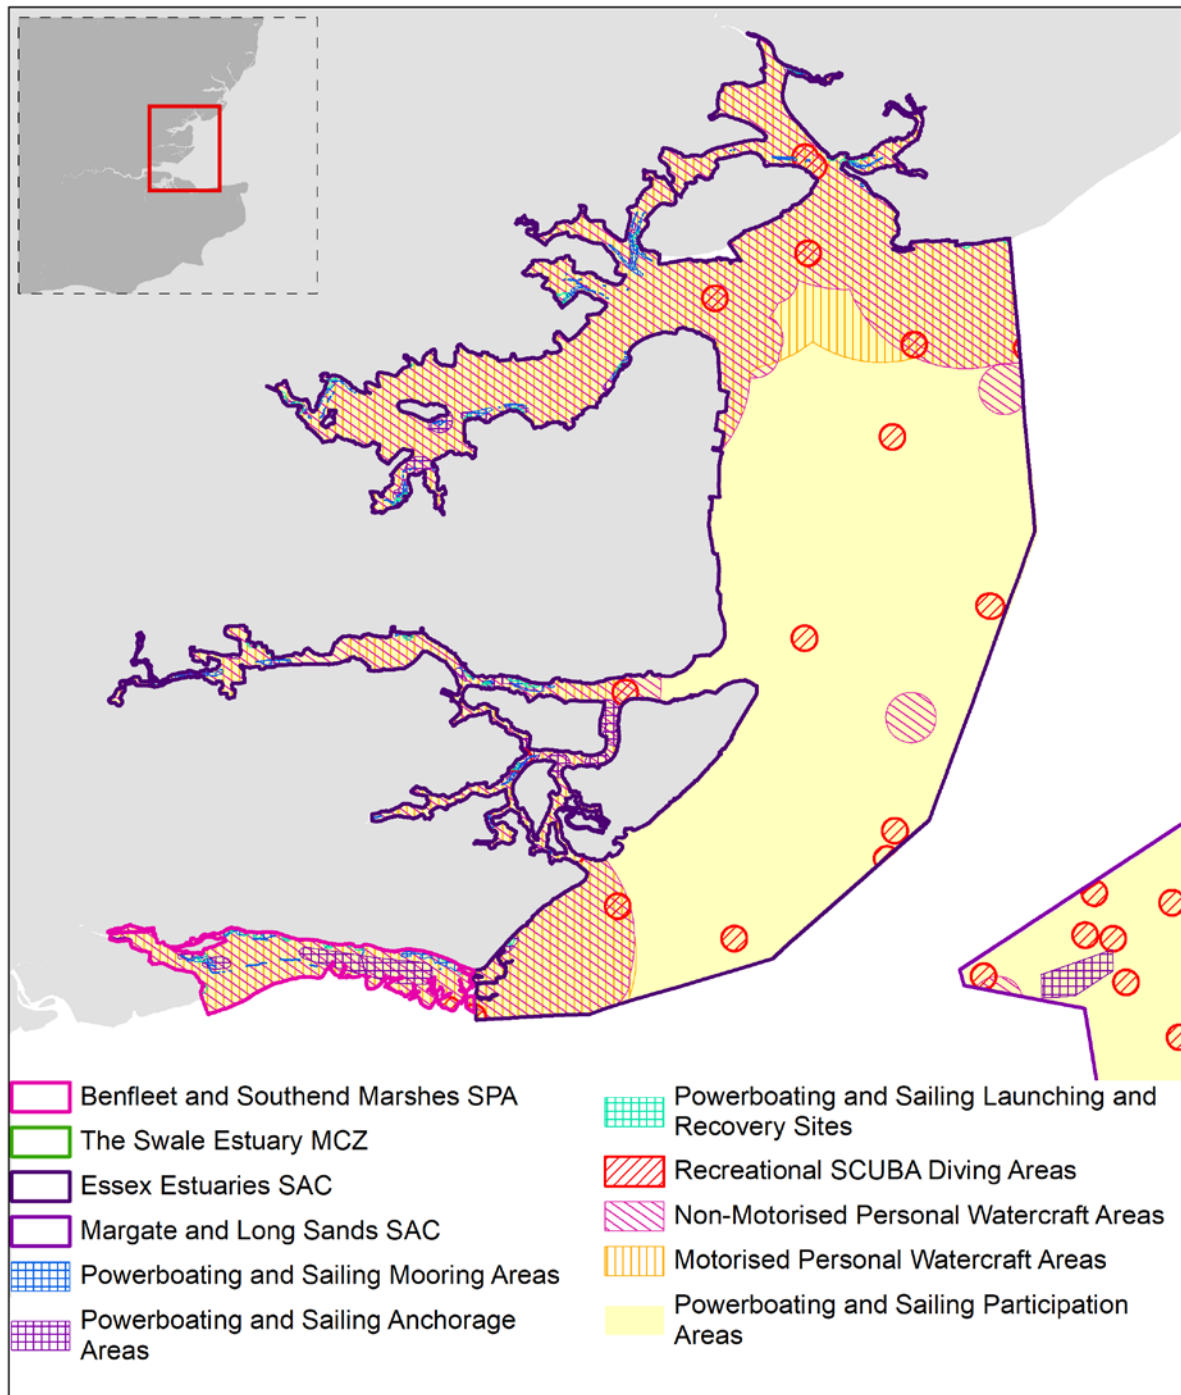 Benfleet and Southend Marshes SPA
The Swale Estuary MCZ
Essex Estuaries SAC
Margate and Long Sands SAC
Powerboating and Sailing Mooring Areas
Powerboating and Sailing Anchorage
Areas
Powerboating and Sailing Launching and
Recovery Sites
Recreational SCUBA Diving Areas
Non-Motorised Personal Watercraft Areas
Motorised Personal Watercraft Areas
Powerboating and Sailing Participation
Areas